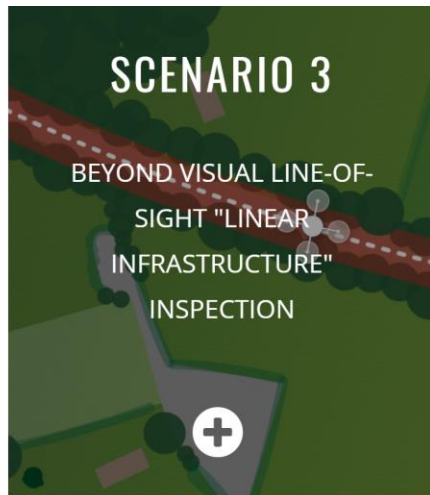 SCENARIO 3
BEYOND VISUAL LINE-OF-
SIGHT "LINEAR
INFRASTRUCTURE"
INSPECTION